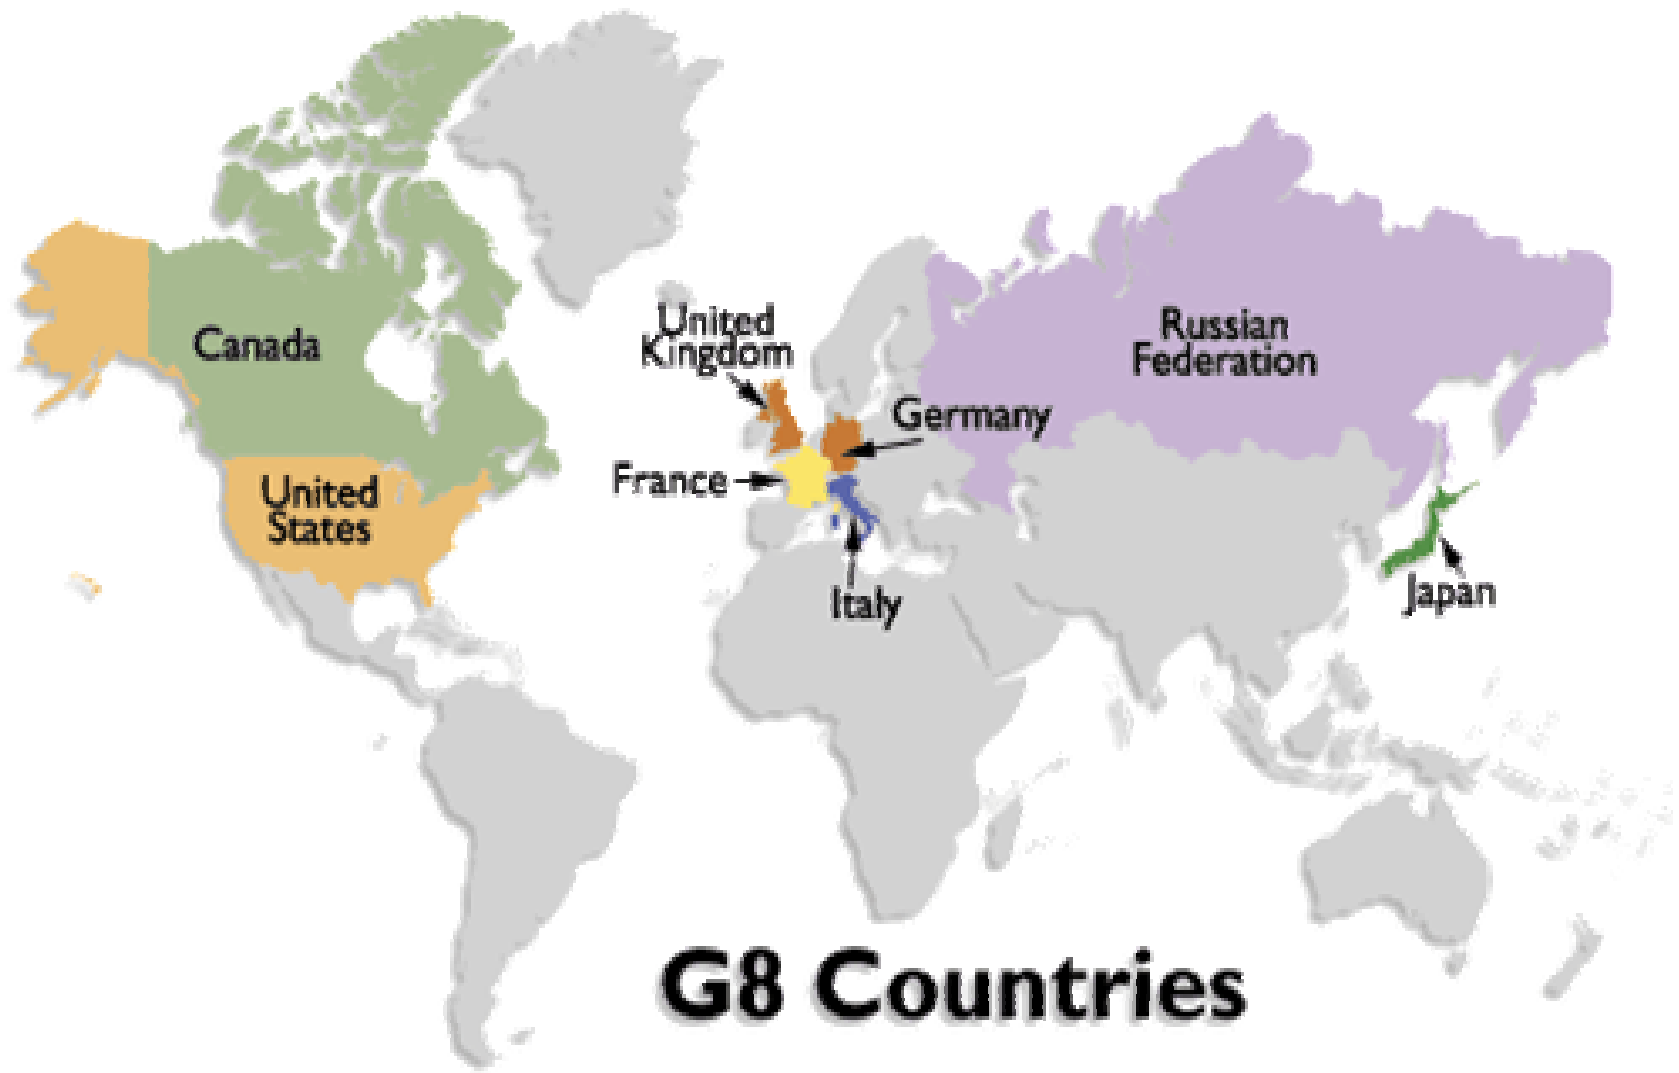 Canada
United
States
United
Kingdom
France
Germany
Italy
Russian
Federation
Japan
G8 Countries